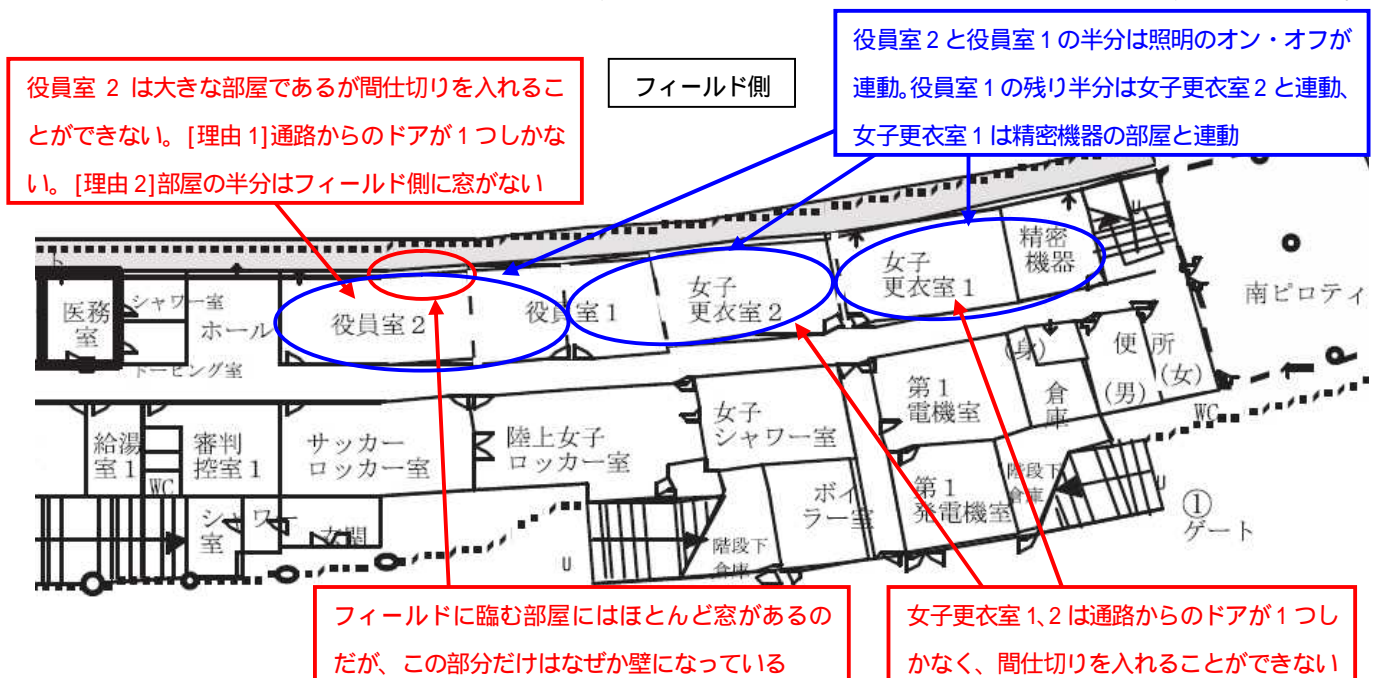 役員室2と役員室1の半分は照明のオン・オフが
連動。役員室1の残り半分は女子更衣室2と連動、
女子更衣室1は精密機器の部屋と連動
役員室 2 は大きな部屋であるが間仕切りを入れるこ
とができない。[理由1]通路からのドアが1つしかな
い。[理由2]部屋の半分はフィールド側に窓がない
フィールド側
医務
室
シャワー室
ホール
ドーピング室
役員室2
役員室1
女子
更衣室2
女子
更衣室1
精密
機器
U
南ピロティ
給湯
室1
審判
控室1
WC
サッカー
ロッカー室
陸上女子
ロッカー室
女子
シャワー室
第1
電機室
(身)
倉
庫
便所
(男)
(女)
WC
シャワー
室
玄関
U
階段下
倉庫
ボイ
ラー室
第1
発電機室
階段下
倉庫
U
①
ゲート
フィールドに臨む部屋にはほとんど窓があるの
だが、この部分だけはなぜか壁になっている
女子更衣室1、2は通路からのドアが1つし
かなく、間仕切りを入れることができない